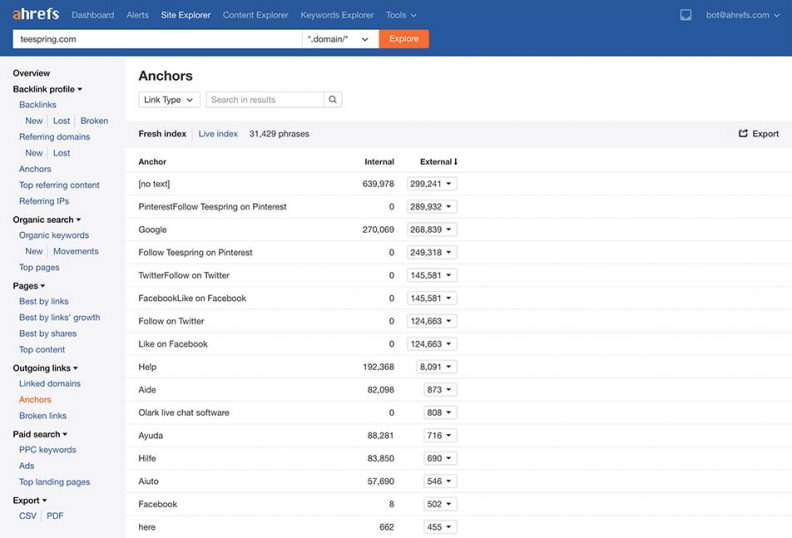 ahrefs Dashboard Alerts Site Explorer Content Explorer Keywords Explorer Tools bot@ahrefs.com
teespring.com *.domain/* Explore
Overview
Backlink profile
Backlinks
New Lost Broken
Referring domains
New Lost
Anchors
Top referring content
Referring IPs
Organic search
Organic keywords
New Movements
Top pages
Pages
Best by links
Best by links' growth
Best by shares
Top content
Outgoing links
Linked domains
Anchors
Broken links
Paid search
PPC keywords
Ads
Top landing pages
Export
CSV PDF
Anchors
Link Type Search in results
Fresh index Live index 31,429 phrases Export
Anchor Internal External
[no text] 639,978 299,241
PinterestFollow Teespring on Pinterest 0 289,932
Google 270,069 268,839
Follow Teespring on Pinterest 0 249,318
TwitterFollow on Twitter 0 145,581
FacebookLike on Facebook 0 145,581
Follow on Twitter 0 124,663
Like on Facebook 0 124,663
Help 192,368 8,091
Aide 82,098 873
Olark live chat software 0 808
Ayuda 88,281 716
Hilfe 83,850 690
Aiuto 57,690 546
Facebook 8 502
here 662 455